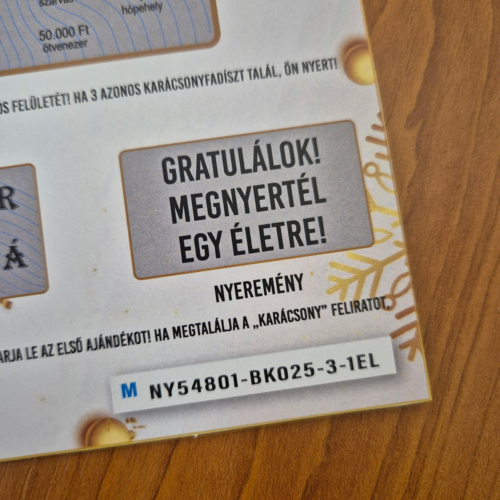 szarvas
hópehely
50.000 Ft
ötvenezer
OS FELÜLETÉT! HA 3 AZONOS KARÁCSONYFADÍSZT TALÁL, ÖN NYERT!
R
Á
GRATULÁLOK!
MEGNYERTÉL
EGY ÉLETRE!
NYEREMÉNY
ARJA LE AZ ELSŐ AJÁNDÉKOT! HA MEGTALÁLJA A „KARÁCSONY" FELIRATOT,
M NY54801-BK025-3-1EL